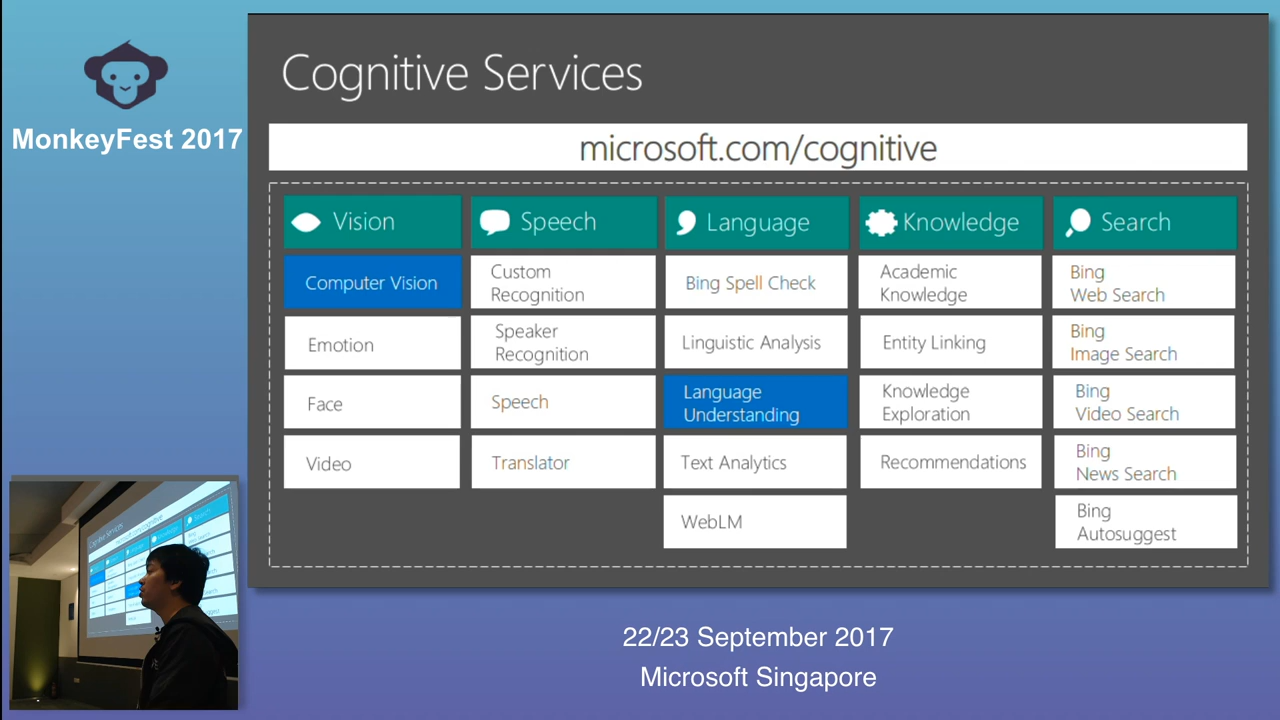 MonkeyFest 2017
Cognitive Services
microsoft.com/cognitive
Vision
Computer Vision
Emotion
Face
Video
Speech
Custom
Recognition
Speaker
Recognition
Speech
Translator
Language
Bing Spell Check
Linguistic Analysis
Language
Understanding
Text Analytics
WebLM
Knowledge
Academic
Knowledge
Entity Linking
Knowledge
Exploration
Recommendations
Search
Bing
Web Search
Bing
Image Search
Bing
Video Search
Bing
News Search
Bing
Autosuggest
22/23 September 2017
Microsoft Singapore